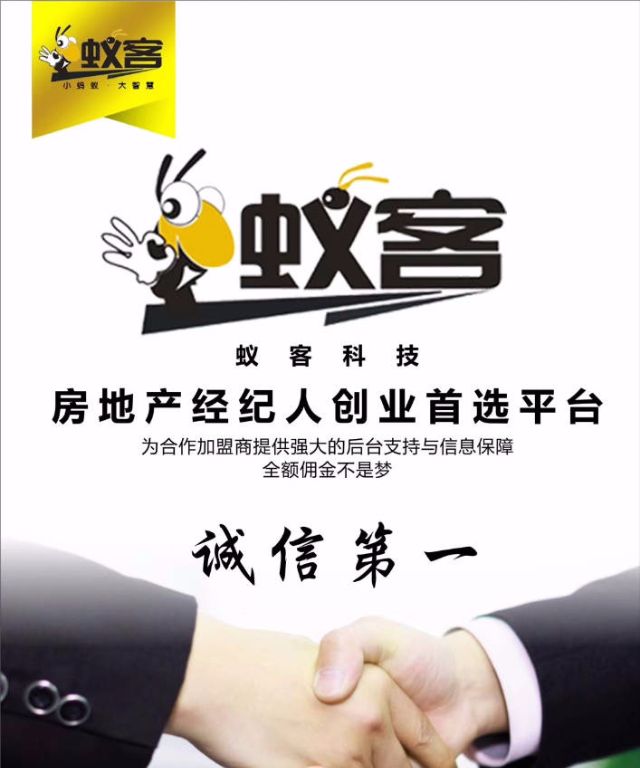 蚁客
小蚂蚁·大智慧
蚁客
蚁客科技
房地产经纪人创业首选平台
为合作加盟商提供强大的后台支持与信息保障
全额佣金不是梦
诚信第一